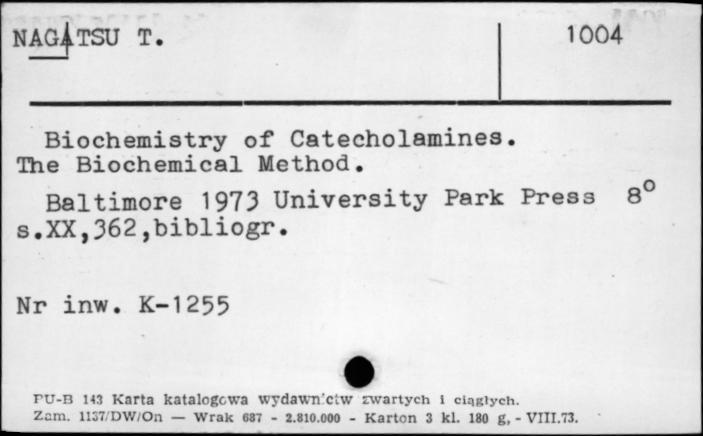 NAGATSU T.
1004
Biochemistry of Catecholamines.
The Biochemical Method.
Baltimore 1973 University Park Press 8°
s.XX,362,bibliogr.
Nr inw. K-1255
PU-B 143 Karta katalogowa wydawnictw zwartych i ciągłych.
Zam. 1137/DW/On — Wrak 687 - 2.810.000 - Karton 3 kl. 180 g, - VIII.73.